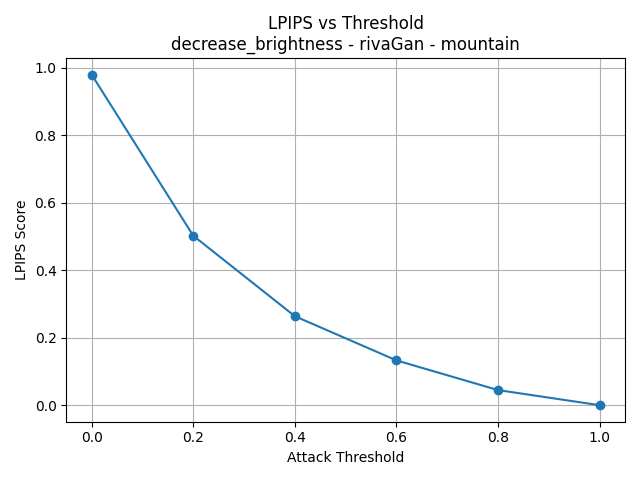 LPIPS vs Threshold
decrease_brightness - rivaGan - mountain
LPIPS Score
1.0
0.8
0.6
0.4
0.2
0.0
0.0 0.2 0.4 0.6 0.8 1.0
Attack Threshold